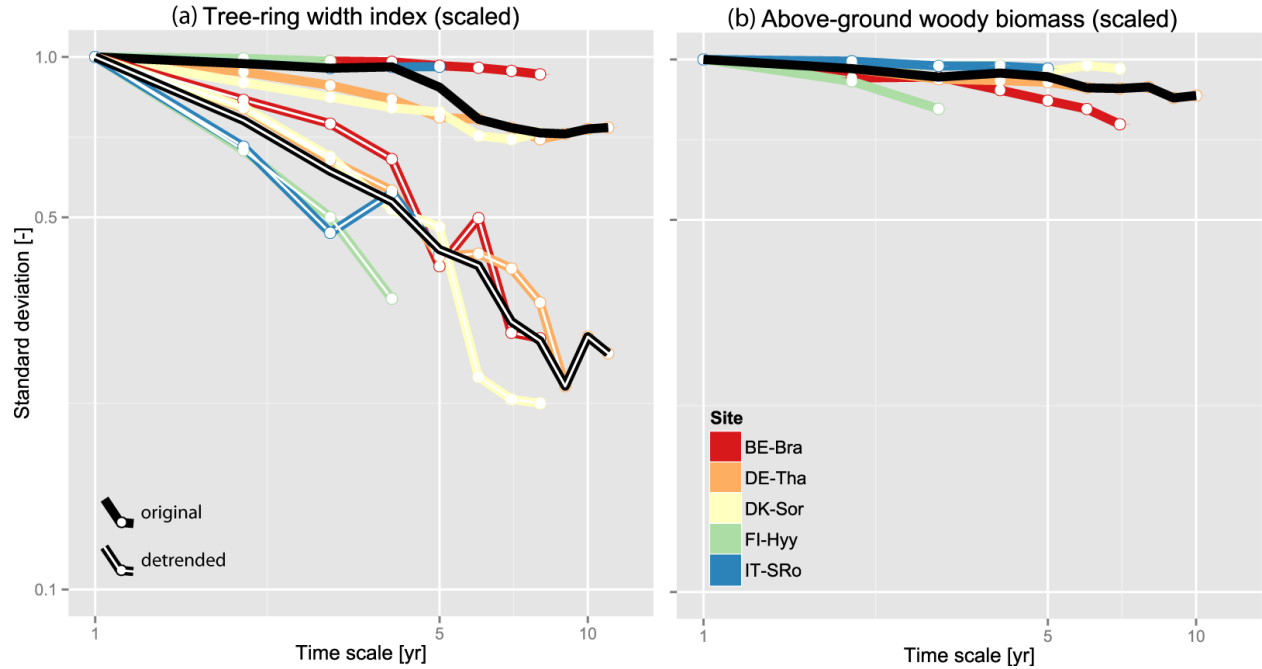 (a) Tree-ring width index (scaled)
(b) Above-ground woody biomass (scaled)
Standard deviation [-]
1.0
0.5
0.1
original
detrended
1
5
10
Time scale [yr]
Site
BE-Bra
DE-Tha
DK-Sor
FI-Hyy
IT-SRo
1
5
10
Time scale [yr]